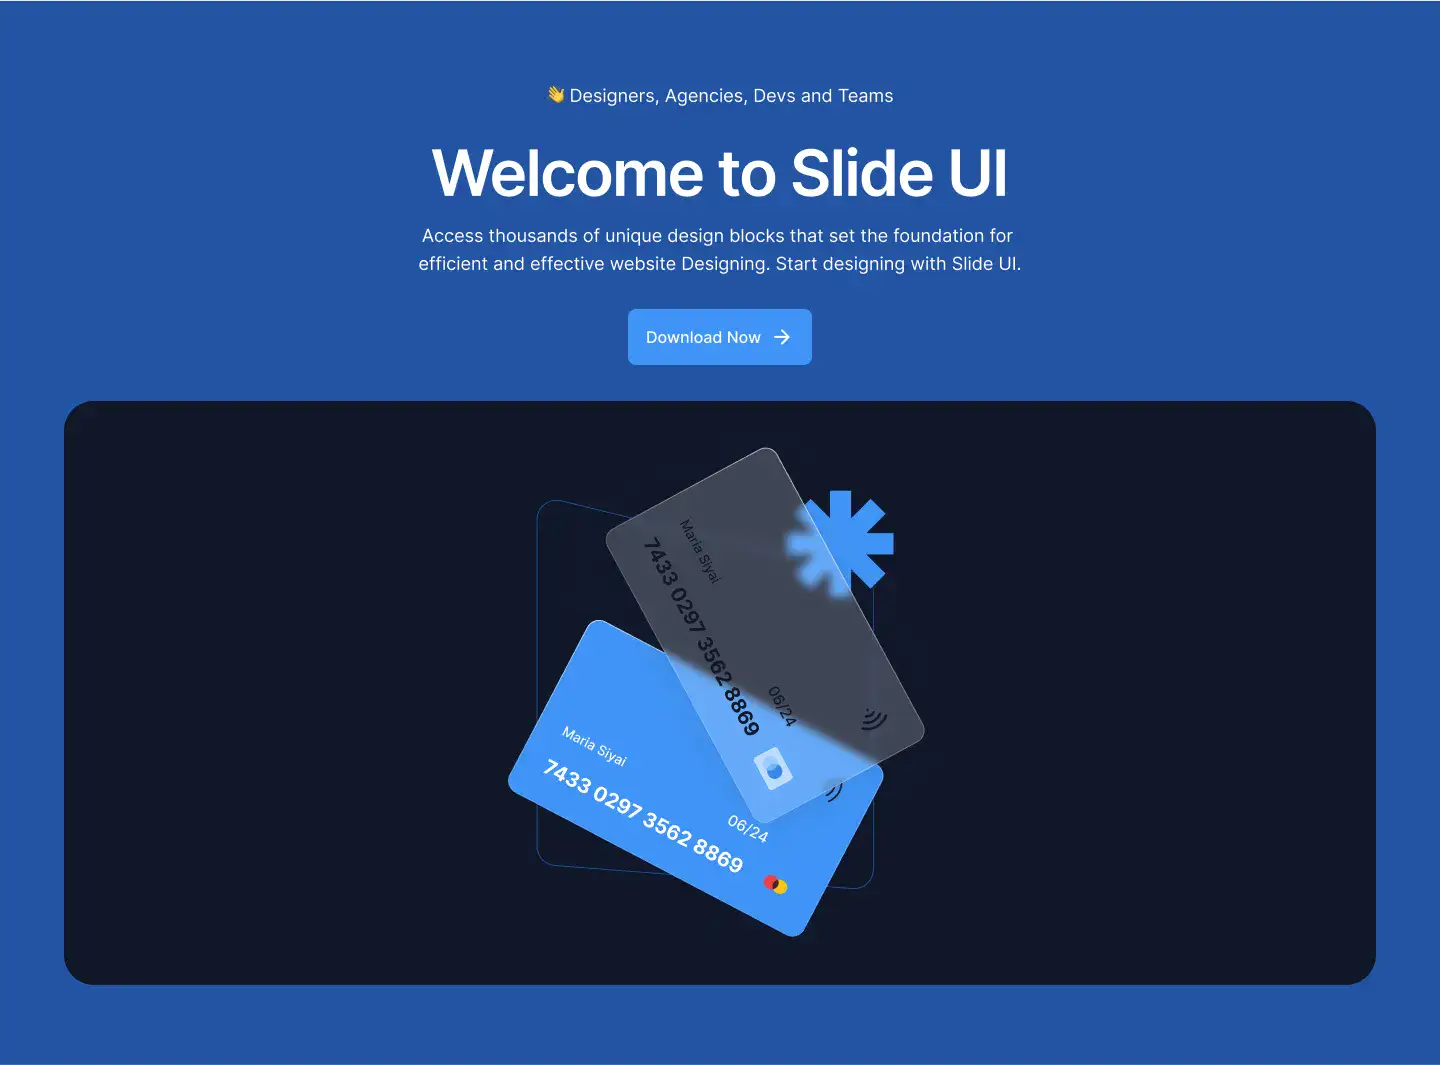 👋 Designers, Agencies, Devs and Teams
Welcome to Slide UI
Access thousands of unique design blocks that set the foundation for
efficient and effective website Designing. Start designing with Slide UI.
Download Now
Maria Siyai
7433 0297 3562 8869
06/24
Maria Siyai
7433 0297 3562 8869
06/24